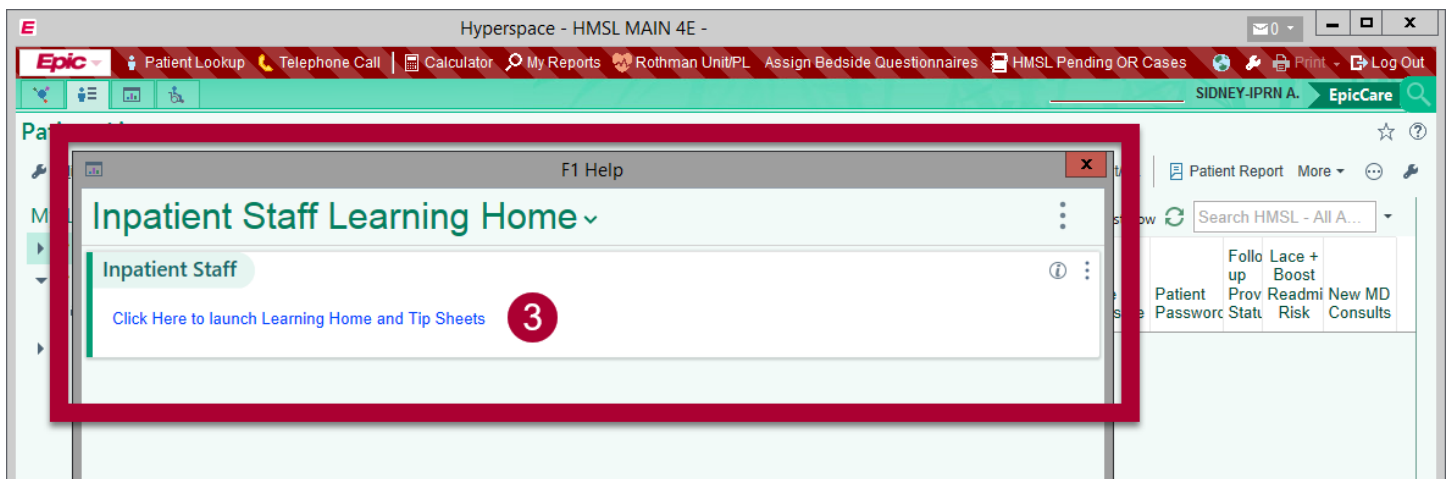 E Hyperspace - HMSL MAIN 4E - 0
Epic Patient Lookup Telephone Call Calculator My Reports Rothman Unit/PL Assign Bedside Questionnaires HMSL Pending OR Cases Print Log Out
SIDNEY-IPRN A. EpicCare
F1 Help x
Patient Report More
Inpatient Staff Learning Home
Search HMSL - All A...
Inpatient Staff
Click Here to launch Learning Home and Tip Sheets 3
Patient
Password
Follo
up
Prov
Statu
Lace +
Boost
Readmi
Risk
New MD
Consults